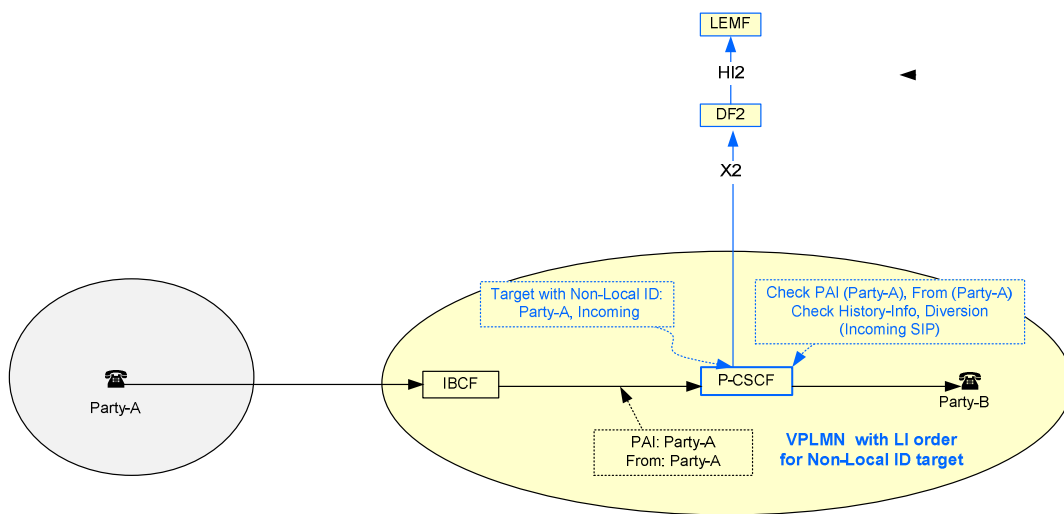 LEMF
HI2
DF2
X2
Target with Non-Local ID:
Party-A, Incoming
Check PAI (Party-A), From (Party-A)
Check History-Info, Diversion
(Incoming SIP)
Party-A
IBCF
P-CSCF
Party-B
PAI: Party-A
From: Party-A
VPLMN with LI order
for Non-Local ID target